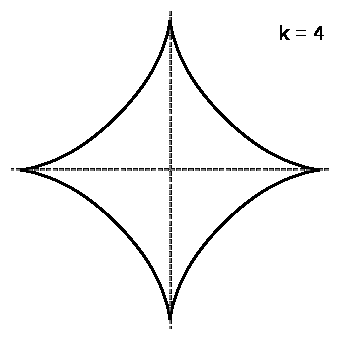 k = 4